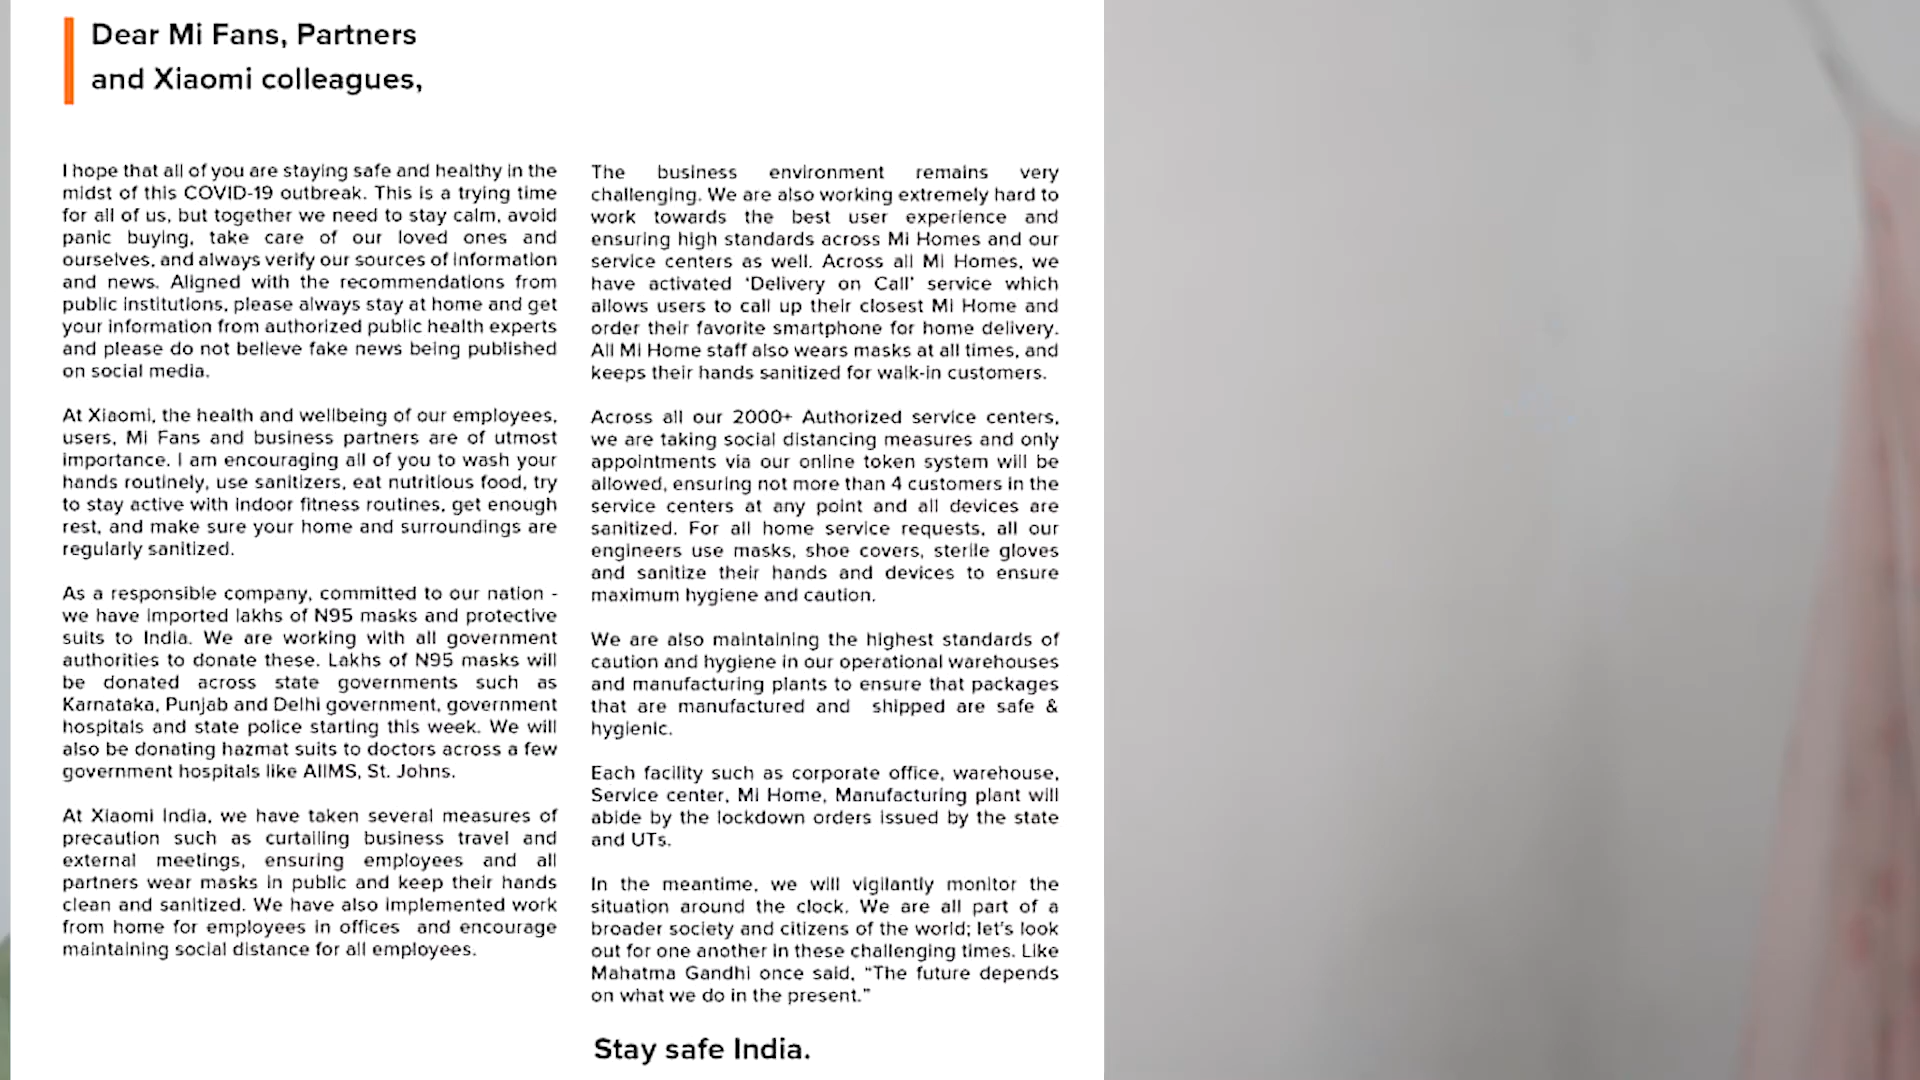 Dear Mi Fans, Partners
and Xiaomi colleagues,
I hope that all of you are staying safe and healthy in the
midst of this COVID-19 outbreak. This is a trying time
for all of us, but together we need to stay calm, avoid
panic buying, take care of our loved ones and
ourselves, and always verify our sources of information
and news. Aligned with the recommendations from
public institutions, please always stay at home and get
your information from authorized public health experts
and please do not believe fake news being published
on social media.
At Xiaomi, the health and wellbeing of our employees,
users, Mi Fans and business partners are of utmost
importance. I am encouraging all of you to wash your
hands routinely, use sanitizers, eat nutritious food, try
to stay active with indoor fitness routines, get enough
rest, and make sure your home and surroundings are
regularly sanitized.
As a responsible company, committed to our nation -
we have imported lakhs of N95 masks and protective
suits to India. We are working with all government
authorities to donate these. Lakhs of N95 masks will
be donated across state governments such as
Karnataka, Punjab and Delhi government, government
hospitals and state police starting this week. We will
also be donating hazmat suits to doctors across a few
government hospitals like AIIMS, St. Johns.
At Xiaomi India, we have taken several measures of
precaution such as curtailing business travel and
external meetings, ensuring employees and all
partners wear masks in public and keep their hands
clean and sanitized. We have also implemented work
from home for employees in offices and encourage
maintaining social distance for all employees.
The business environment remains very
challenging. We are also working extremely hard to
work towards the best user experience and
ensuring high standards across Mi Homes and our
service centers as well. Across all Mi Homes, we
have activated 'Delivery on Call' service which
allows users to call up their closest Mi Home and
order their favorite smartphone for home delivery.
All Mi Home staff also wears masks at all times, and
keeps their hands sanitized for walk-in customers.
Across all our 2000+ Authorized service centers,
we are taking social distancing measures and only
appointments via our online token system will be
allowed, ensuring not more than 4 customers in the
service centers at any point and all devices are
sanitized. For all home service requests, all our
engineers use masks, shoe covers, sterile gloves
and sanitize their hands and devices to ensure
maximum hygiene and caution.
We are also maintaining the highest standards of
caution and hygiene in our operational warehouses
and manufacturing plants to ensure that packages
that are manufactured and shipped are safe &
hygienic.
Each facility such as corporate office, warehouse,
Service center, Mi Home, Manufacturing plant will
abide by the lockdown orders issued by the state
and UTs.
In the meantime, we will vigilantly monitor the
situation around the clock. We are all part of a
broader society and citizens of the world; let's look
out for one another in these challenging times. Like
Mahatma Gandhi once said, "The future depends
on what we do in the present."
Stay safe India.